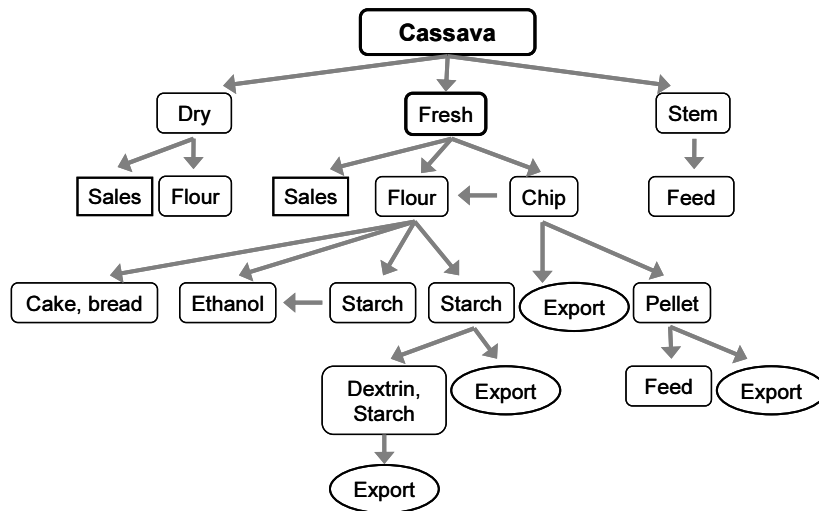 Cassava
Dry
Fresh
Stem
Sales
Flour
Sales
Flour
Chip
Feed
Cake, bread
Ethanol
Starch
Starch
Export
Pellet
Dextrin,
Starch
Export
Feed
Export
Export